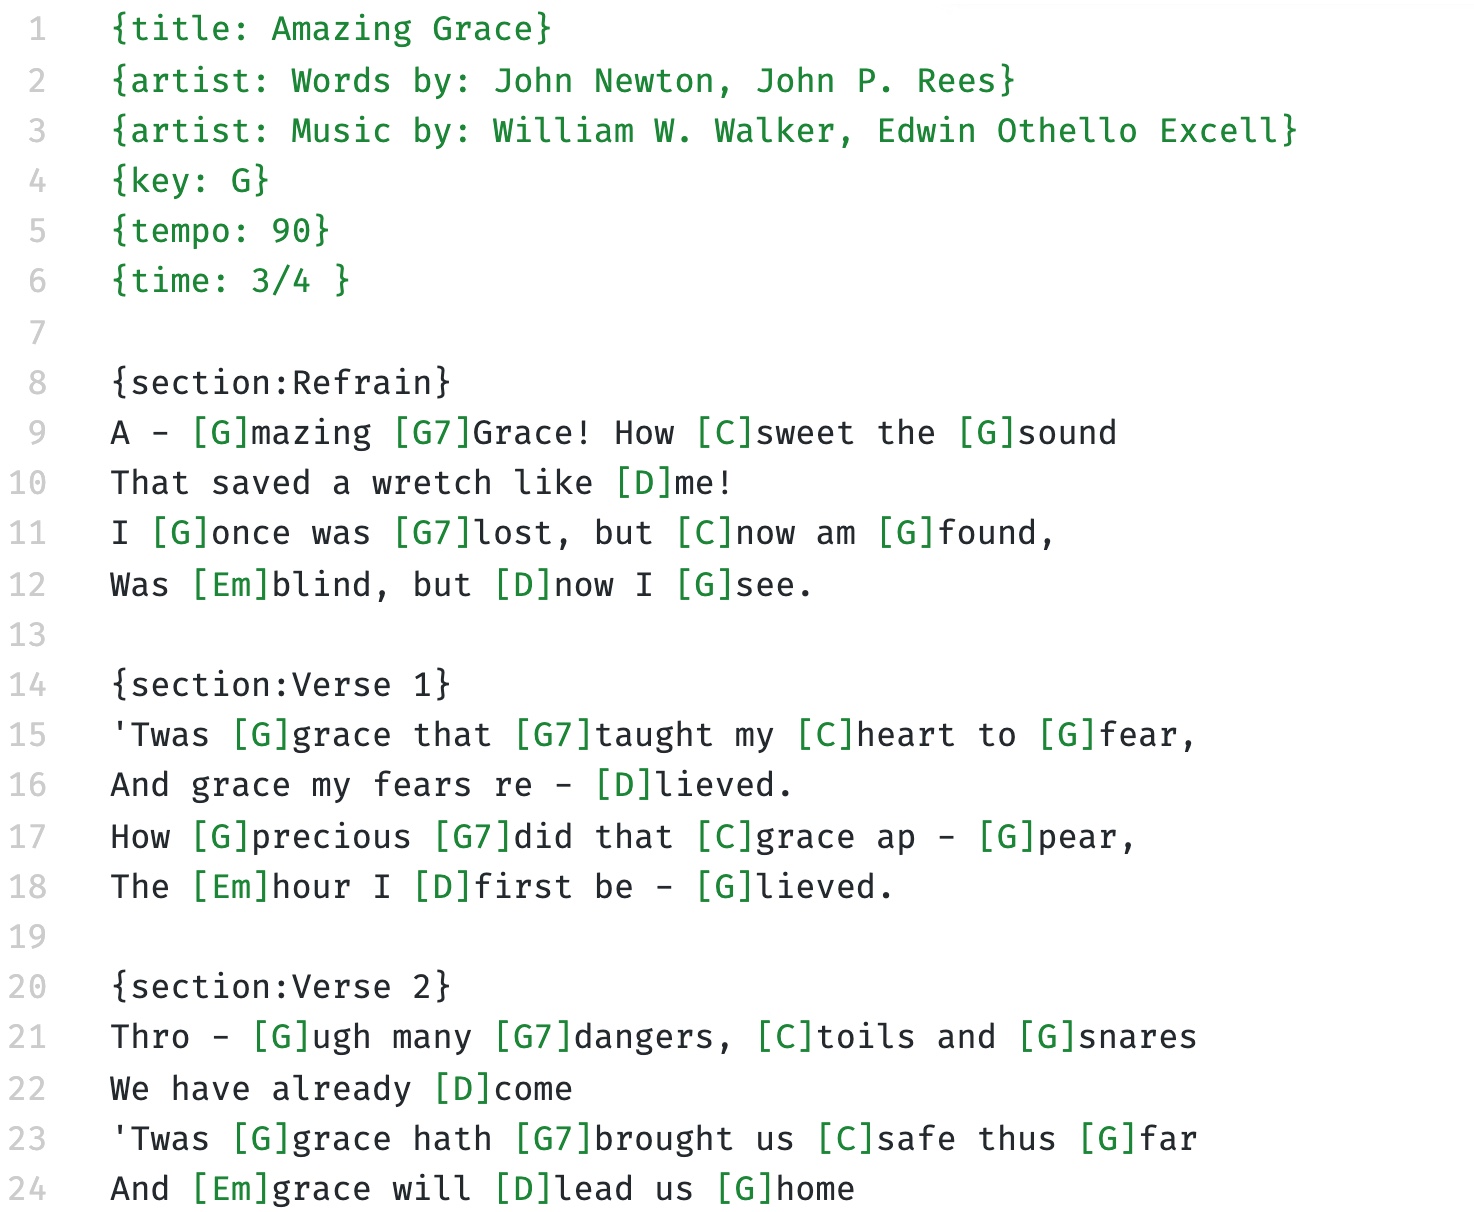 1 {title: Amazing Grace}
2 {artist: Words by: John Newton, John P. Rees}
3 {artist: Music by: William W. Walker, Edwin Othello Excell}
4 {key: G}
5 {tempo: 90}
6 {time: 3/4 }
7
8 {section:Refrain}
9 A - [G]mazing [G7]Grace! How [C]sweet the [G]sound
10 That saved a wretch like [D]me!
11 I [G]once was [G7]lost, but [C]now am [G]found,
12 Was [Em]blind, but [D]now I [G]see.
13
14 {section:Verse 1}
15 'Twas [G]grace that [G7]taught my [C]heart to [G]fear,
16 And grace my fears re - [D]lieved.
17 How [G]precious [G7]did that [C]grace ap - [G]pear,
18 The [Em]hour I [D]first be - [G]lieved.
19
20 {section:Verse 2}
21 Thro - [G]ugh many [G7]dangers, [C]toils and [G]snares
22 We have already [D]come
23 'Twas [G]grace hath [G7]brought us [C]safe thus [G]far
24 And [Em]grace will [D]lead us [G]home